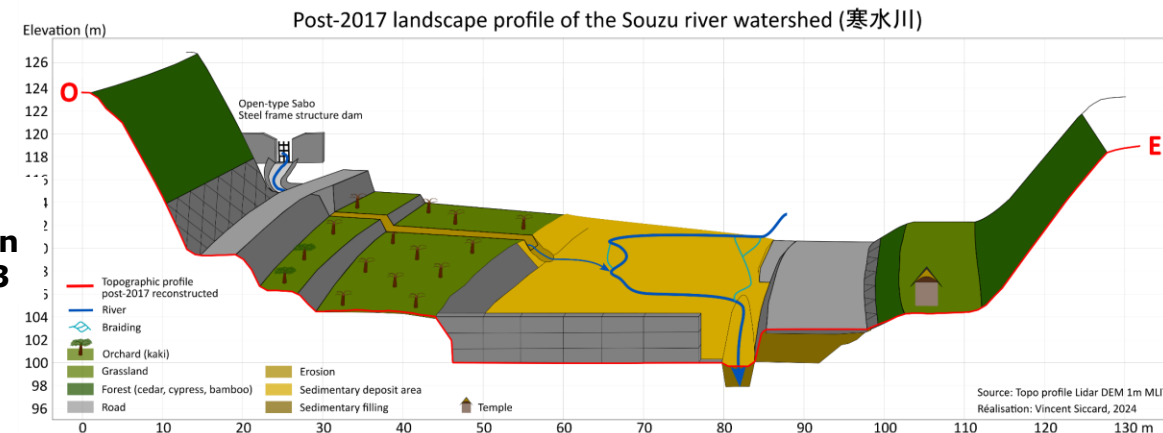 Post-2017 landscape profile of the Souzu river watershed (寒水川)
Elevation (m)
126
124
122
120
118
104
102
100
98
96
O
E
Open-type Sabo
Steel frame structure dam
n
3
Topographic profile
post-2017 reconstructed
River
Braiding
Orchard (kaki)
Grassland
Forest (cedar, cypress, bamboo)
Road
Erosion
Sedimentary deposit area
Sedimentary filling
Temple
Source: Topo profile Lidar DEM 1m MLI
Réalisation: Vincent Siccard, 2024
0 10 20 30 40 50 60 70 80 90 100 110 120 130 m